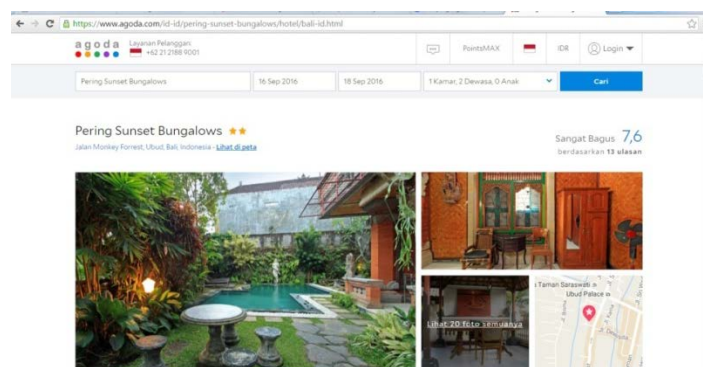 https://www.agoda.com/id-id/pering-sunset-bungalows/hotel/bali-id.html
agoda
Layanan Pelanggan:
+62 21 2188 9001
PointsMAX
IDR
Login
Pering Sunset Bungalows
16 Sep 2016
18 Sep 2016
1 Kamar, 2 Dewasa, 0 Anak
Cari
Pering Sunset Bungalows
Sangat Bagus 7,6
Jalan Monkey Forrest, Ubud, Bali, Indonesia - Lihat di peta
berdasarkan 13 ulasan
Taman Saraswati
Ubud Palace
Lihat 20 foto semuanya